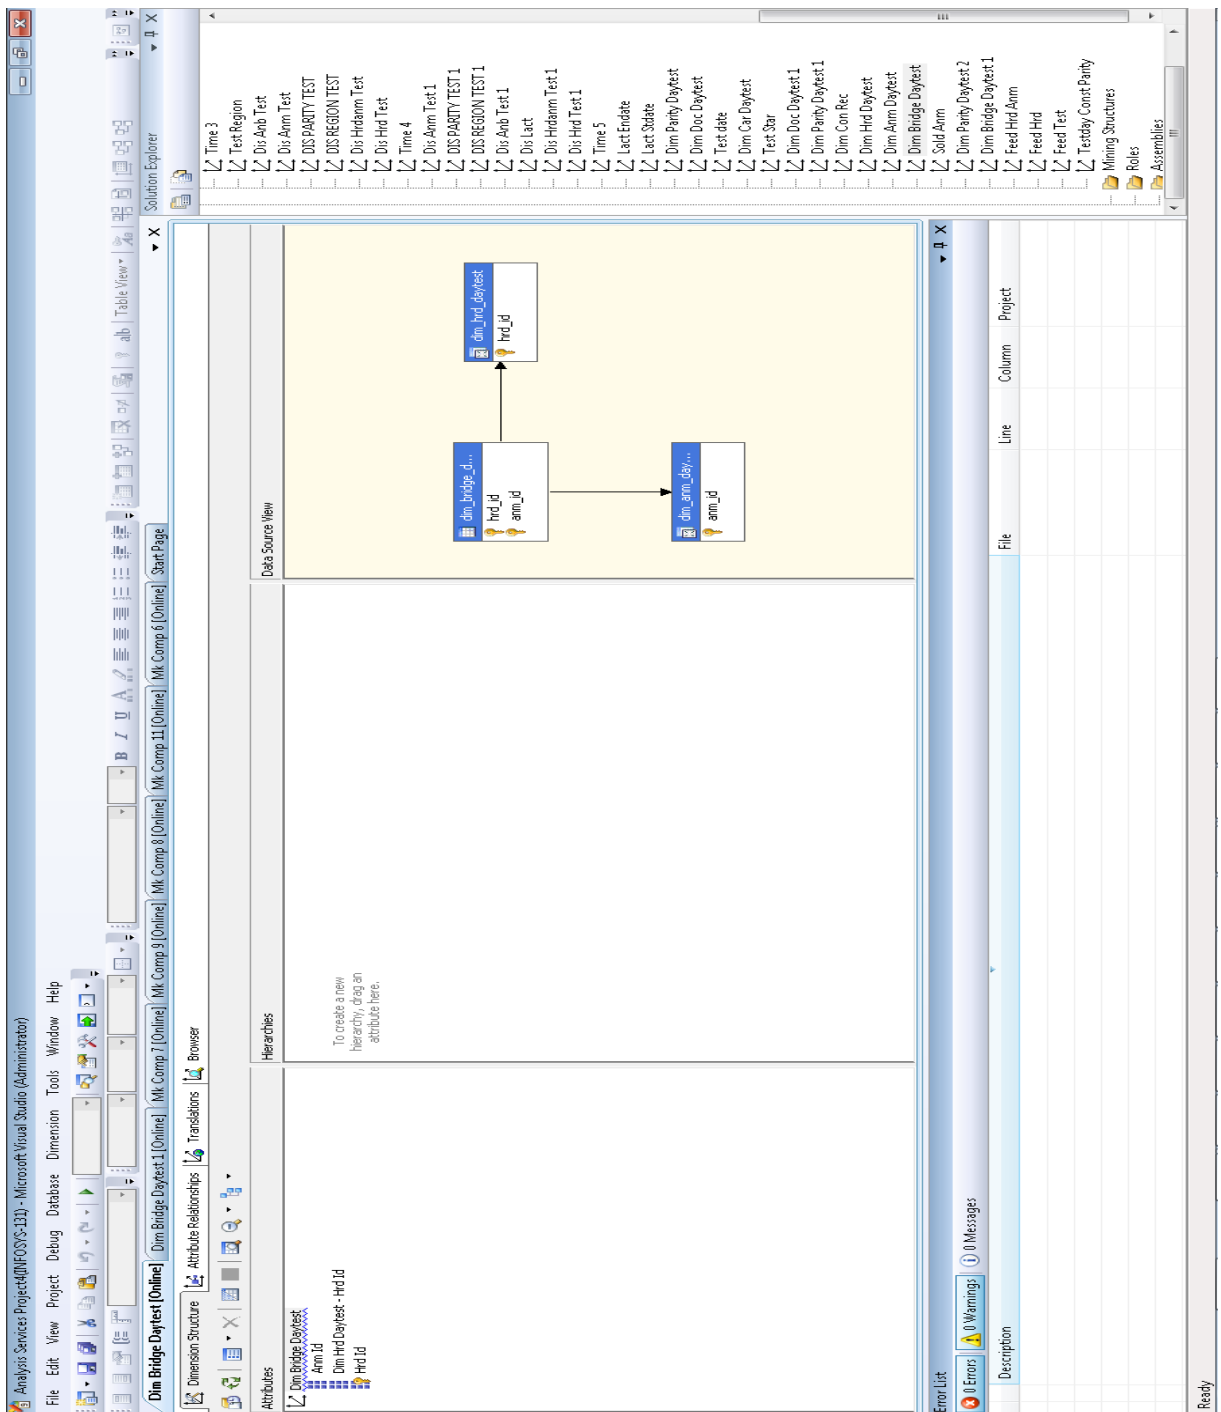 Analysis Services Project4(INFOSYS-131) - Microsoft Visual Studio (Administrator)
File Edit View Project Debug Database Dimension Tools Window Help
Table View
B I U A
Dim Bridge Daytest [Online] Dim Bridge Daytest 1 [Online] Mk Comp 7 [Online] Mk Comp 9 [Online] Mk Comp 8 [Online] Mk Comp 11 [Online] Mk Comp 6 [Online] Start Page
Dimension Structure Attribute Relationships Translations Browser
Attributes
Dim Bridge Daytest
Anm Id
Dim Hrd Daytest - Hrd Id
Hrd Id
Hierarchies
To create a new
hierarchy, drag an
attribute here.
Data Source View
dim_bridge_d...
hrd_id
anm_id
dim_hrd_daytest
hrd_id
dim_anm_day...
anm_id
Solution Explorer
Time 3
Test Region
Dis Anb Test
Dis Anm Test
DIS PARITY TEST
DIS REGION TEST
Dis Hrdanm Test
Dis Hrd Test
Time 4
Dis Anm Test 1
DIS PARITY TEST 1
DIS REGION TEST 1
Dis Anb Test 1
Dis Lact
Dis Hrdanm Test 1
Dis Hrd Test 1
Time 5
Lact Endate
Lact Stdate
Dim Parity Daytest
Dim Doc Daytest
Test date
Dim Car Daytest
Test Star
Dim Doc Daytest 1
Dim Parity Daytest 1
Dim Con Rec
Dim Hrd Daytest
Dim Anm Daytest
Dim Bridge Daytest
Sold Anm
Dim Parity Daytest 2
Dim Bridge Daytest 1
Feed Hrd Anm
Feed Hrd
Feed Test
Testday Const Parity
Mining Structures
Roles
Assemblies
Error List
0 Errors 0 Warnings 0 Messages
Description File Line Column Project
Ready